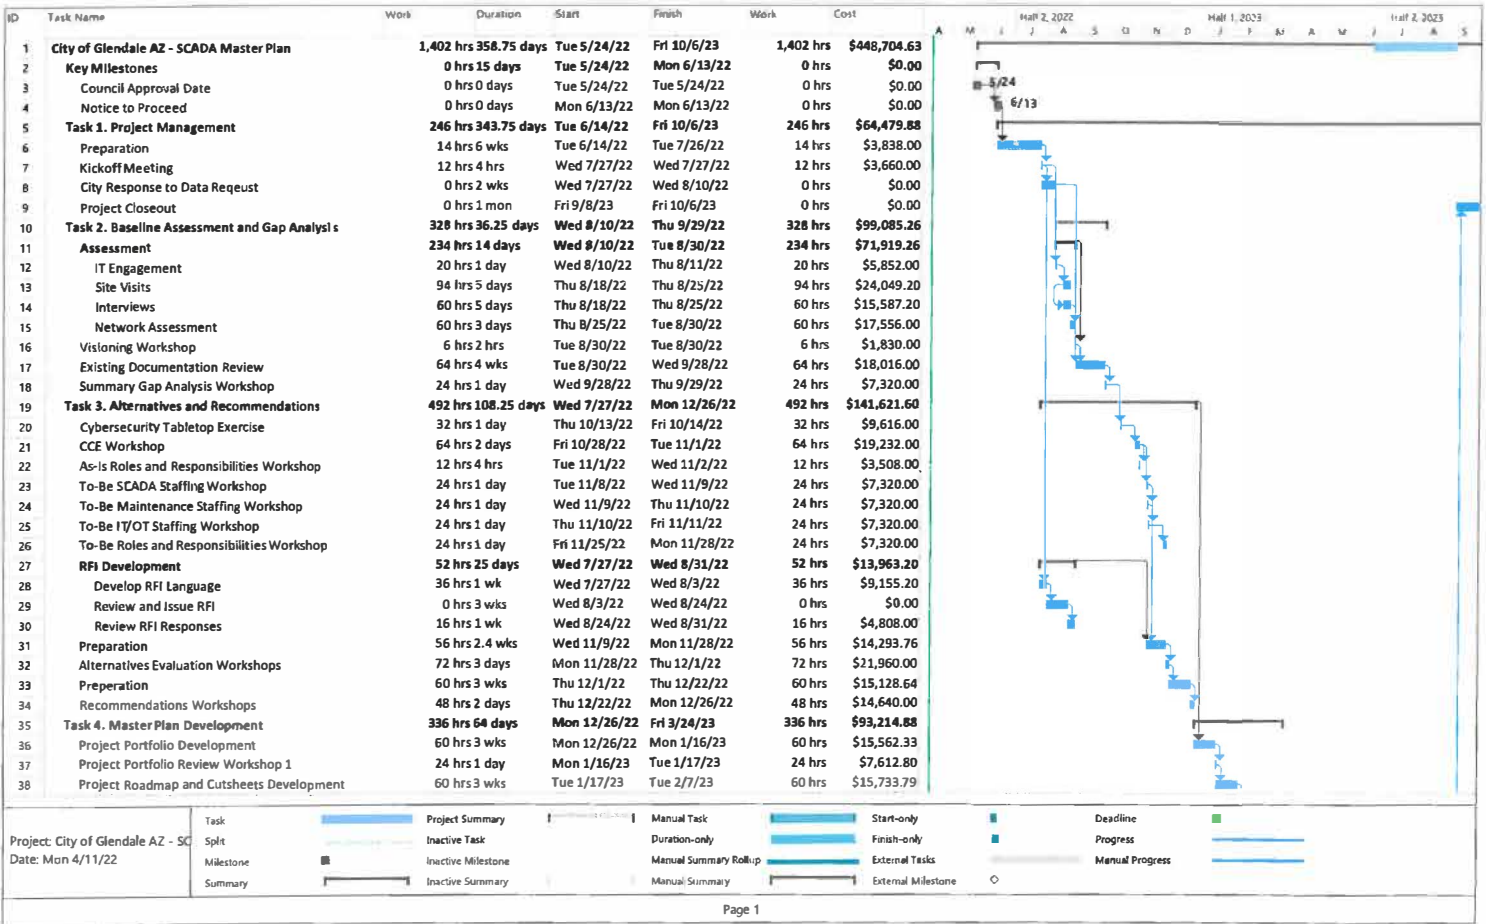 ID Task Name Work Duration Start Finish Work Cost
Half 2, 2022 Half 1, 2023 Half 2, 2023
A M J J A S O N D J F M A M J J A S
1 City of Glendale AZ - SCADA Master Plan 1,402 hrs 358.75 days Tue 5/24/22 Fri 10/6/23 1,402 hrs $448,704.63
2 Key Milestones 0 hrs 15 days Tue 5/24/22 Mon 6/13/22 0 hrs $0.00
3 Council Approval Date 0 hrs 0 days Tue 5/24/22 Tue 5/24/22 0 hrs $0.00 5/24
4 Notice to Proceed 0 hrs 0 days Mon 6/13/22 Mon 6/13/22 0 hrs $0.00 6/13
5 Task 1. Project Management 246 hrs 343.75 days Tue 6/14/22 Fri 10/6/23 246 hrs $64,479.88
6 Preparation 14 hrs 6 wks Tue 6/14/22 Tue 7/26/22 14 hrs $3,838.00
7 Kickoff Meeting 12 hrs 4 hrs Wed 7/27/22 Wed 7/27/22 12 hrs $3,660.00
8 City Response to Data Reqeust 0 hrs 2 wks Wed 7/27/22 Wed 8/10/22 0 hrs $0.00
9 Project Closeout 0 hrs 1 mon Fri 9/8/23 Fri 10/6/23 0 hrs $0.00
10 Task 2. Baseline Assessment and Gap Analysis 328 hrs 36.25 days Wed 8/10/22 Thu 9/29/22 328 hrs $99,085.26
11 Assessment 234 hrs 14 days Wed 8/10/22 Tue 8/30/22 234 hrs $71,919.26
12 IT Engagement 20 hrs 1 day Wed 8/10/22 Thu 8/11/22 20 hrs $5,852.00
13 Site Visits 94 hrs 5 days Thu 8/18/22 Thu 8/25/22 94 hrs $24,049.20
14 Interviews 60 hrs 5 days Thu 8/18/22 Thu 8/25/22 60 hrs $15,587.20
15 Network Assessment 60 hrs 3 days Thu 8/25/22 Tue 8/30/22 60 hrs $17,556.00
16 Visioning Workshop 6 hrs 2 hrs Tue 8/30/22 Tue 8/30/22 6 hrs $1,830.00
17 Existing Documentation Review 64 hrs 4 wks Tue 8/30/22 Wed 9/28/22 64 hrs $18,016.00
18 Summary Gap Analysis Workshop 24 hrs 1 day Wed 9/28/22 Thu 9/29/22 24 hrs $7,320.00
19 Task 3. Alternatives and Recommendations 492 hrs 108.25 days Wed 7/27/22 Mon 12/26/22 492 hrs $141,621.60
20 Cybersecurity Tabletop Exercise 32 hrs 1 day Thu 10/13/22 Fri 10/14/22 32 hrs $9,616.00
21 CCE Workshop 64 hrs 2 days Fri 10/28/22 Tue 11/1/22 64 hrs $19,232.00
22 As-Is Roles and Responsibilities Workshop 12 hrs 4 hrs Tue 11/1/22 Wed 11/2/22 12 hrs $3,508.00
23 To-Be SCADA Staffing Workshop 24 hrs 1 day Tue 11/8/22 Wed 11/9/22 24 hrs $7,320.00
24 To-Be Maintenance Staffing Workshop 24 hrs 1 day Wed 11/9/22 Thu 11/10/22 24 hrs $7,320.00
25 To-Be IT/OT Staffing Workshop 24 hrs 1 day Thu 11/10/22 Fri 11/11/22 24 hrs $7,320.00
26 To-Be Roles and Responsibilities Workshop 24 hrs 1 day Fri 11/25/22 Mon 11/28/22 24 hrs $7,320.00
27 RFI Development 52 hrs 25 days Wed 7/27/22 Wed 8/31/22 52 hrs $13,963.20
28 Develop RFI Language 36 hrs 1 wk Wed 7/27/22 Wed 8/3/22 36 hrs $9,155.20
29 Review and Issue RFI 0 hrs 3 wks Wed 8/3/22 Wed 8/24/22 0 hrs $0.00
30 Review RFI Responses 16 hrs 1 wk Wed 8/24/22 Wed 8/31/22 16 hrs $4,808.00
31 Preparation 56 hrs 2.4 wks Wed 11/9/22 Mon 11/28/22 56 hrs $14,293.76
32 Alternatives Evaluation Workshops 72 hrs 3 days Mon 11/28/22 Thu 12/1/22 72 hrs $21,960.00
33 Preperation 60 hrs 3 wks Thu 12/1/22 Thu 12/22/22 60 hrs $15,128.64
34 Recommendations Workshops 48 hrs 2 days Thu 12/22/22 Mon 12/26/22 48 hrs $14,640.00
35 Task 4. Master Plan Development 336 hrs 64 days Mon 12/26/22 Fri 3/24/23 336 hrs $93,214.88
36 Project Portfolio Development 60 hrs 3 wks Mon 12/26/22 Mon 1/16/23 60 hrs $15,562.33
37 Project Portfolio Review Workshop 1 24 hrs 1 day Mon 1/16/23 Tue 1/17/23 24 hrs $7,612.80
38 Project Roadmap and Cutsheets Development 60 hrs 3 wks Tue 1/17/23 Tue 2/7/23 60 hrs $15,733.79
Project: City of Glendale AZ - SC
Date: Mon 4/11/22
Task Project Summary Manual Task Start-only Deadline
Split Inactive Task Duration-only Finish-only Progress
Milestone Inactive Milestone Manual Summary Rollup External Tasks Manual Progress
Summary Inactive Summary Manual Summary External Milestone
Page 1